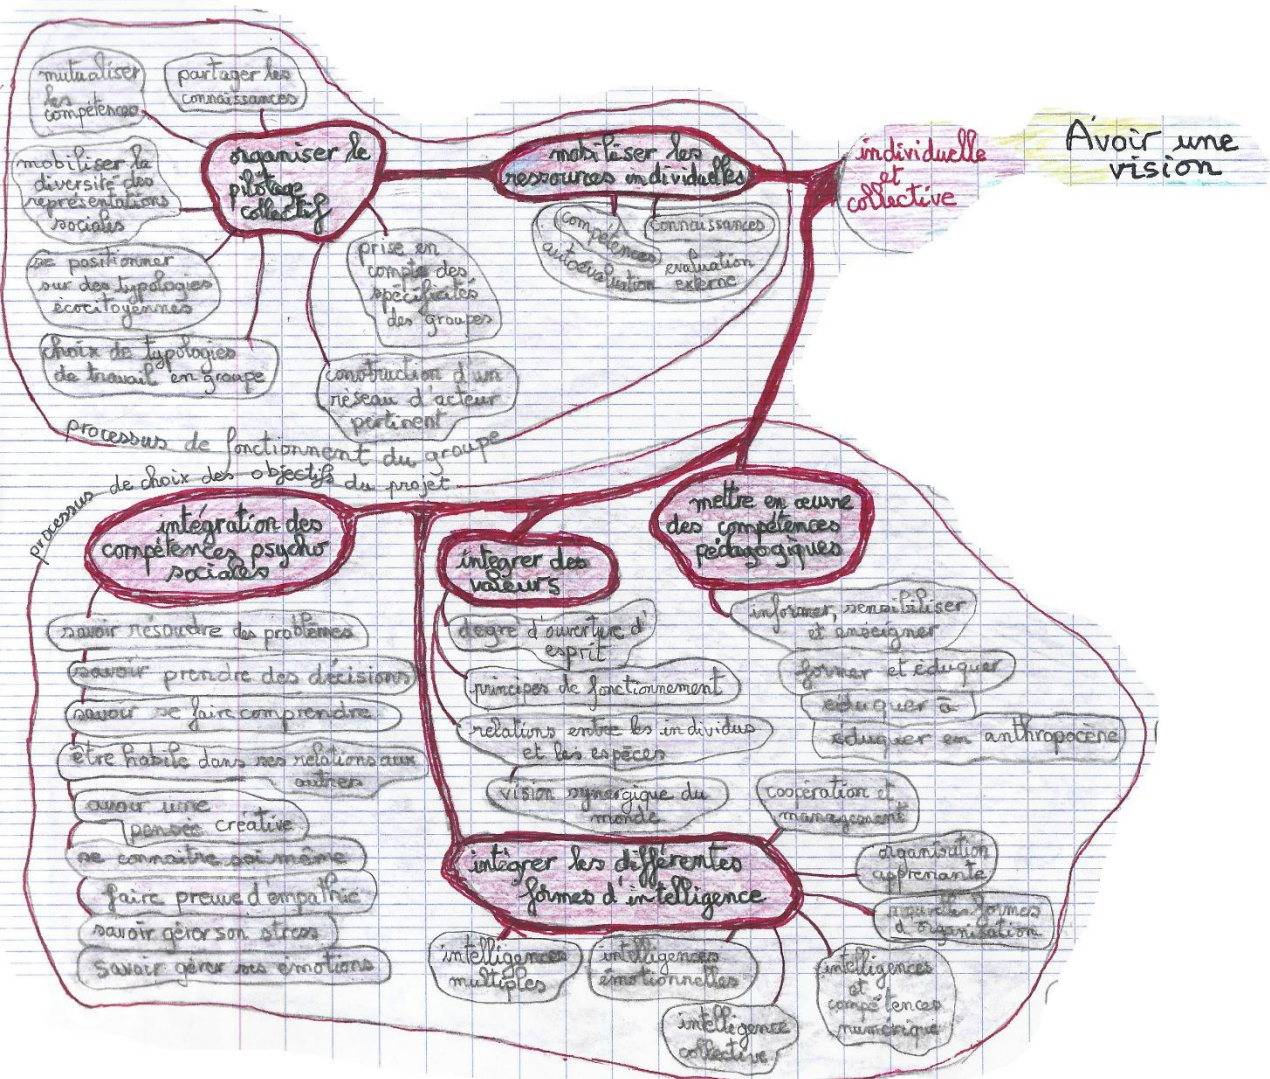 Avoir une
vision
individuelle
et
collective
mobiliser les
ressources individuelles
compétences
connaissances
autoévaluation
evaluation
externe
organiser le
pilotage
collectif
mutualiser
les
compétences
partager les
connaissances
mobiliser la
diversité des
représentations
sociales
se positionner
sur des typologies
écocitoyennes
choix de typologies
de travail en groupe
prise en
compte des
spécificités
des groupes
construction d'un
réseau d'acteur
pertinent
processus de fonctionnent du groupe
processus de choix des objectifs du projet
intégration des
compétences psycho
sociales
savoir résoudre des problèmes
savoir prendre des décisions
savoir se faire comprendre
être habile dans ses relations aux
autres
avoir une
pensée créative
se connaitre soi même
faire preuve d'empathie
savoir gérer son stress
savoir gérer ses émotions
intégrer des
valeurs
degré d'ouverture d'
esprit
principes de fonctionnement
relations entre les individus
et les espèces
vision synergique du
monde
mettre en œuvre
des compétences
pédagogiques
informer, sensibiliser
et enseigner
former et éduquer
éduquer à
éduquer en anthropocène
intégrer les différentes
formes d'intelligence
coopération et
management
organisation
apprenante
nouvelles formes
d'organisation
intelligences
et
compétences
numérique
intelligence
collective
intelligences
émotionnelles
intelligences
multiples